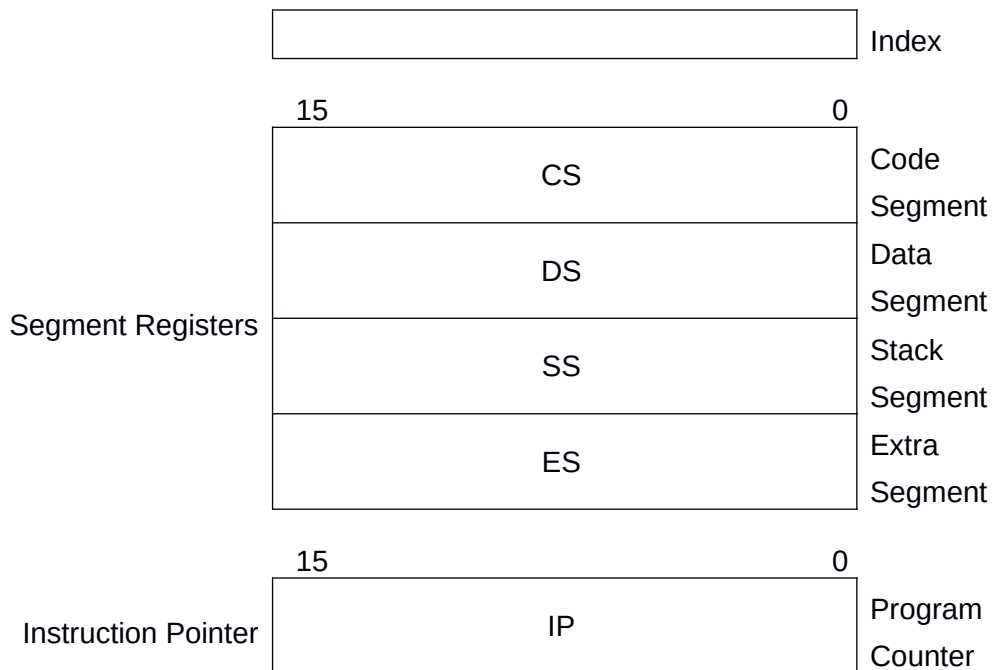 Index
15 0
CS
Code
Segment
DS
Data
Segment
Segment Registers
SS
Stack
Segment
ES
Extra
Segment
15 0
Instruction Pointer
IP
Program
Counter